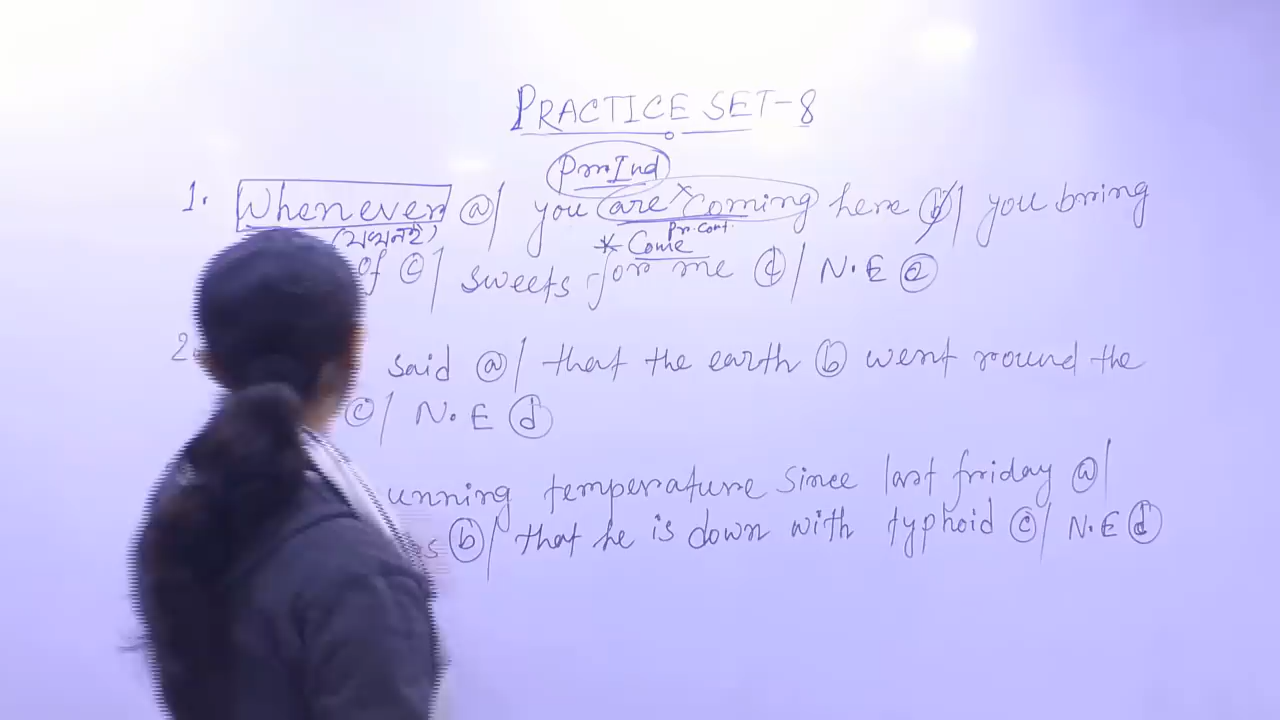 PRACTICE SET-8
Pr. Ind
1. Whenever ⓐ/ you are coming here ⓑ/ you bring
(যখনই) Pr. cont.
* Come
of ⓒ/ sweets for me ⓓ/ N.E ⓔ
2. said ⓐ/ that the earth ⓑ went round the
ⓒ/ N.E ⓓ
unning temperature since last friday ⓐ/
s ⓑ/ that he is down with typhoid ⓒ/ N.E ⓓ